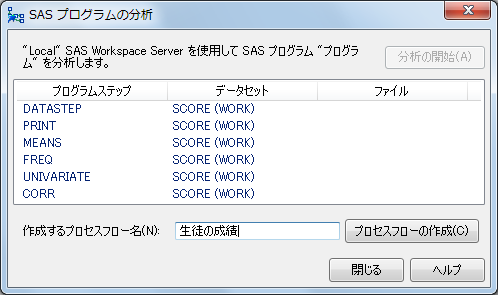 SAS プログラムの分析
"Local" SAS Workspace Server を使用して SAS プログラム "プログラ
ム" を分析します。
分析の開始(A)
プログラムステップ データセット ファイル
DATASTEP SCORE (WORK)
PRINT SCORE (WORK)
MEANS SCORE (WORK)
FREQ SCORE (WORK)
UNIVARIATE SCORE (WORK)
CORR SCORE (WORK)
作成するプロセスフロー名(N): 生徒の成績 プロセスフローの作成(C)
閉じる ヘルプ